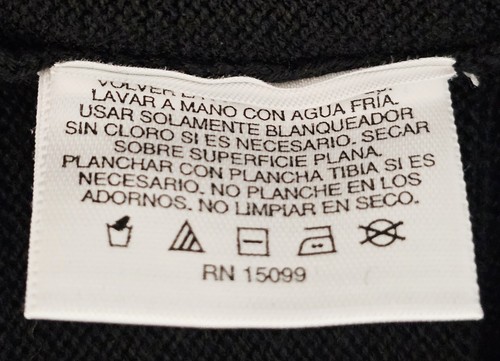 VOLVER
LAVAR A MANO CON AGUA FRÍA.
USAR SOLAMENTE BLANQUEADOR
SIN CLORO SI ES NECESARIO. SECAR
SOBRE SUPERFICIE PLANA.
PLANCHAR CON PLANCHA TIBIA SI ES
NECESARIO. NO PLANCHE EN LOS
ADORNOS. NO LIMPIAR EN SECO.
RN 15099